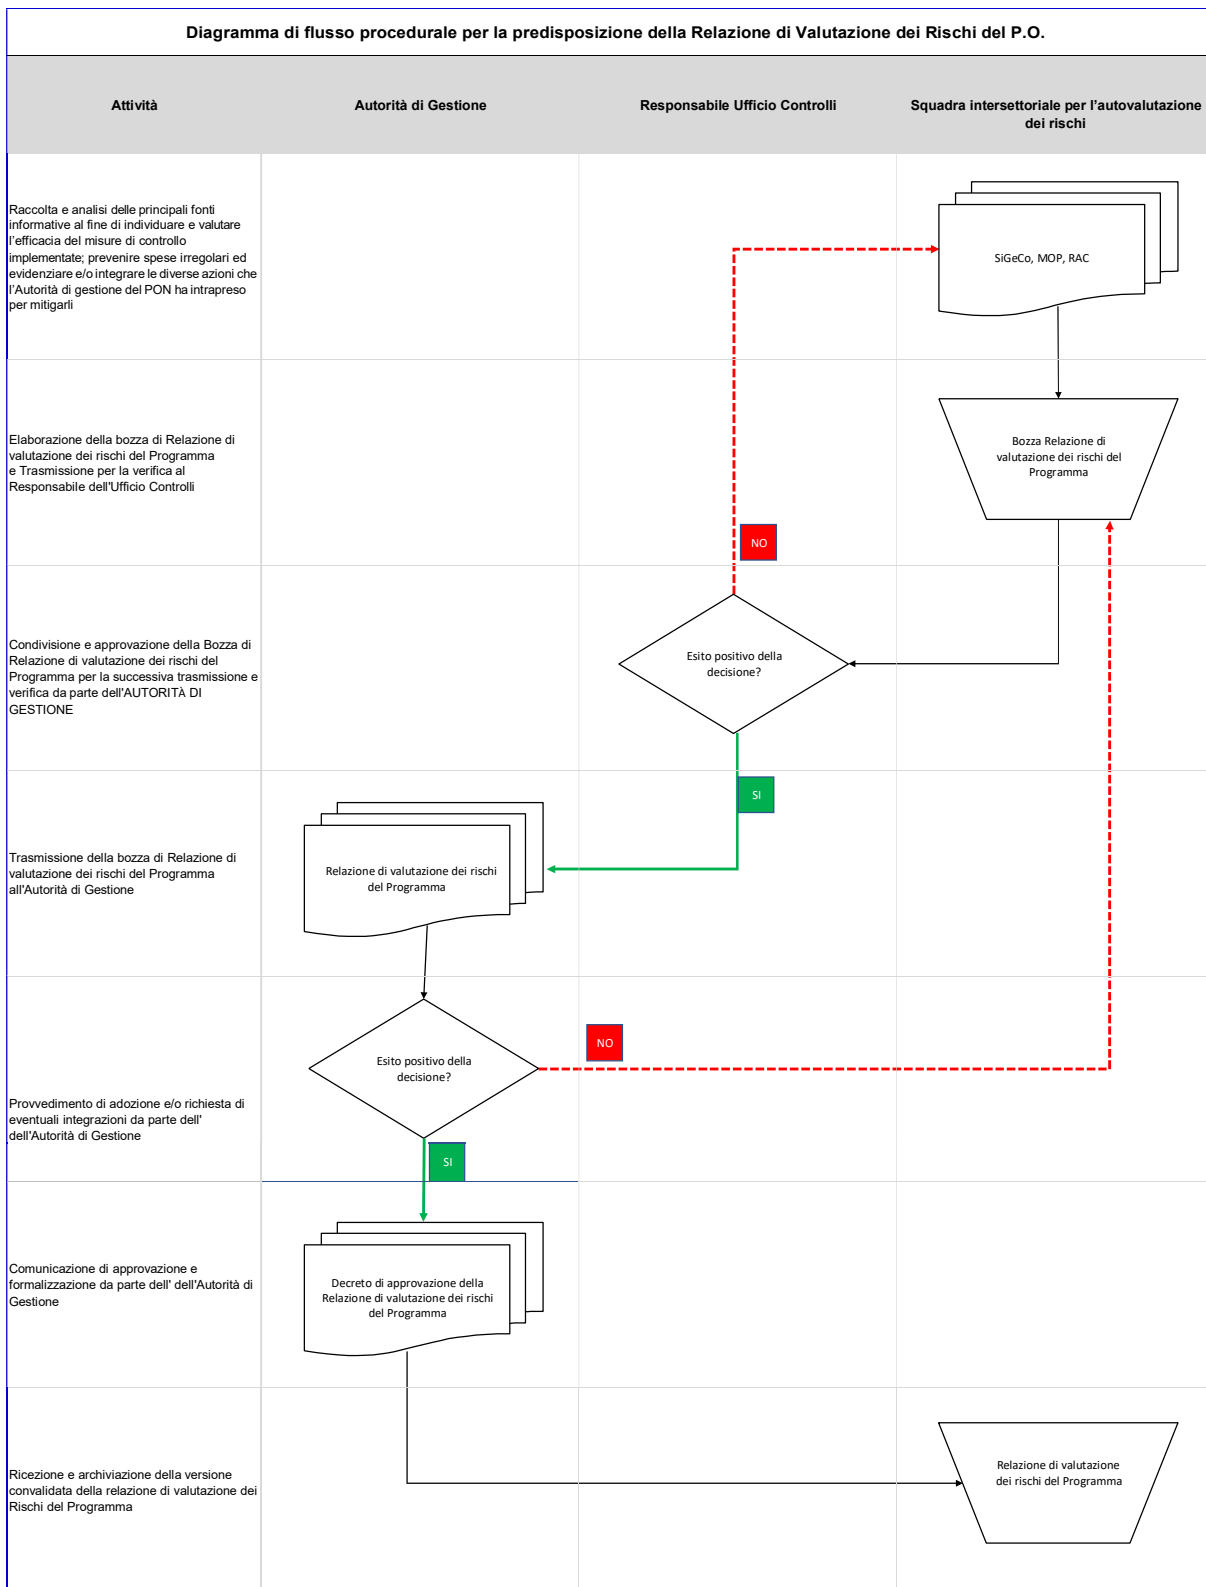 Diagramma di flusso procedurale per la predisposizione della Relazione di Valutazione dei Rischi del P.O.
Attività
Autorità di Gestione
Responsabile Ufficio Controlli
Squadra intersettoriale per l'autovalutazione
dei rischi
Raccolta e analisi delle principali fonti
informative al fine di individuare e valutare
l'efficacia del misure di controllo
implementate; prevenire spese irregolari ed
evidenziare e/o integrare le diverse azioni che
l'Autorità di gestione del PON ha intrapreso
per mitigarli
SiGeCo, MOP, RAC
Elaborazione della bozza di Relazione di
valutazione dei rischi del Programma
e Trasmissione per la verifica al
Responsabile dell'Ufficio Controlli
Bozza Relazione di
valutazione dei rischi del
Programma
NO
Condivisione e approvazione della Bozza di
Relazione di valutazione dei rischi del
Programma per la successiva trasmissione e
verifica da parte dell'AUTORITÀ DI
GESTIONE
Esito positivo della
decisione?
SI
Trasmissione della bozza di Relazione di
valutazione dei rischi del Programma
all'Autorità di Gestione
Relazione di valutazione dei rischi
del Programma
Provvedimento di adozione e/o richiesta di
eventuali integrazioni da parte dell'
dell'Autorità di Gestione
Esito positivo della
decisione?
NO
SI
Comunicazione di approvazione e
formalizzazione da parte dell' dell'Autorità di
Gestione
Decreto di approvazione della
Relazione di valutazione dei rischi
del Programma
Ricezione e archiviazione della versione
convalidata della relazione di valutazione dei
Rischi del Programma
Relazione di valutazione
dei rischi del Programma